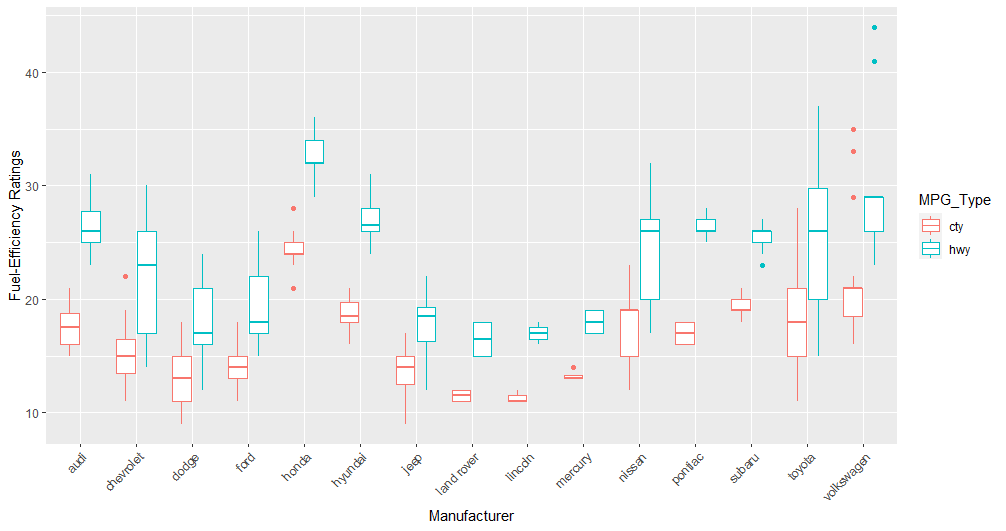 Fuel-Efficiency Ratings
40
30
20
10
audi
chevrolet
dodge
ford
honda
hyundai
jeep
land rover
lincoln
mercury
nissan
pontiac
subaru
toyota
volkswagen
Manufacturer
MPG_Type
cty
hwy